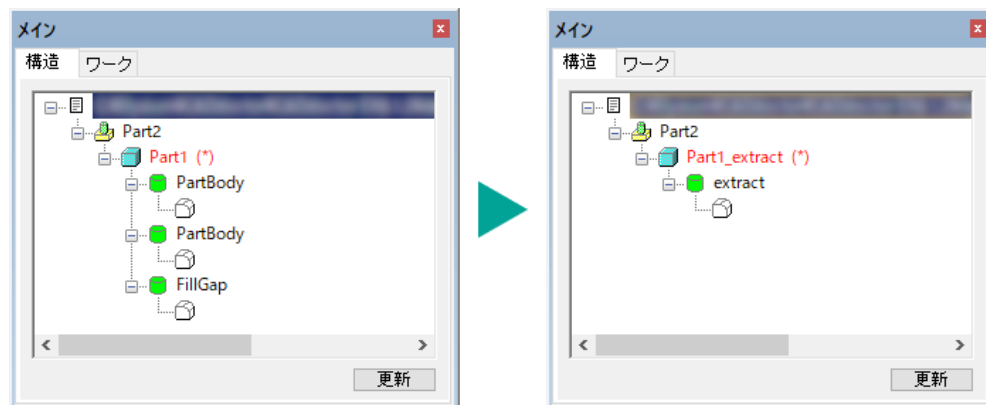 メイン
構造 ワーク
Part2
Part1 (*)
PartBody
PartBody
FillGap
更新
メイン
構造 ワーク
Part2
Part1_extract (*)
extract
更新